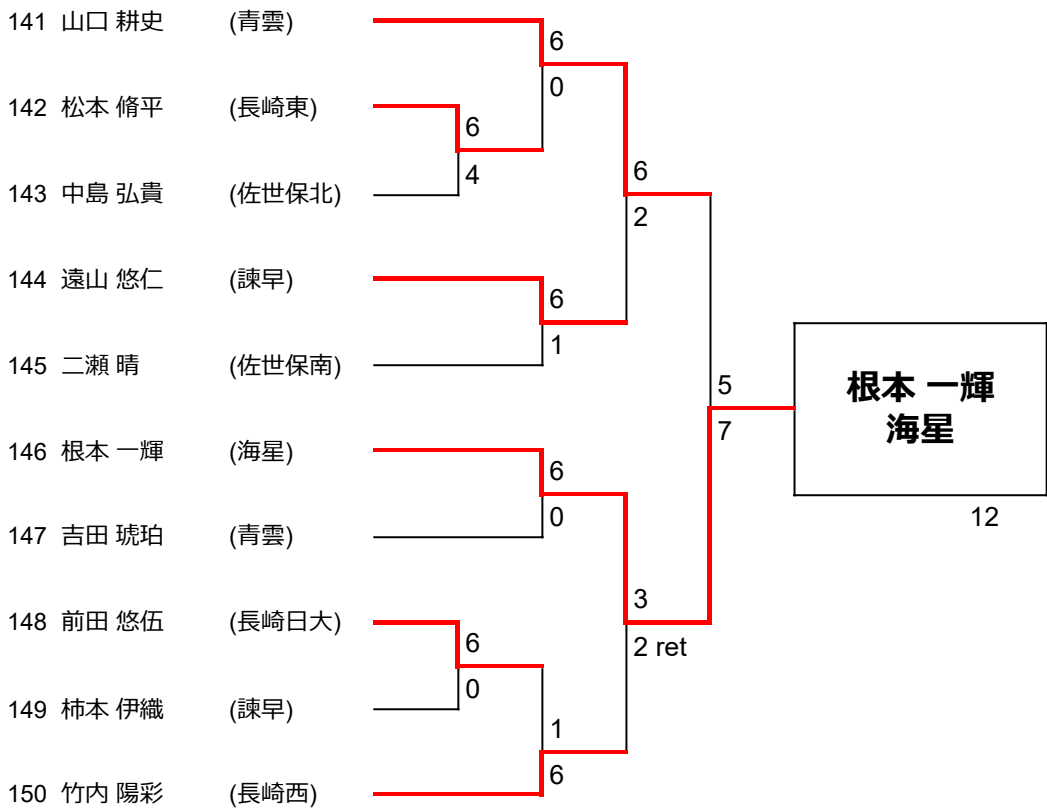 141 山口 耕史 (青雲)
6
0
142 松本 脩平 (長崎東)
6
4
143 中島 弘貴 (佐世保北)
6
2
144 遠山 悠仁 (諫早)
6
1
145 二瀬 晴 (佐世保南)
5
7
根本 一輝
海星
12
146 根本 一輝 (海星)
6
0
147 吉田 琥珀 (青雲)
3
2 ret
148 前田 悠伍 (長崎日大)
6
0
149 柿本 伊織 (諫早)
1
6
150 竹内 陽彩 (長崎西)